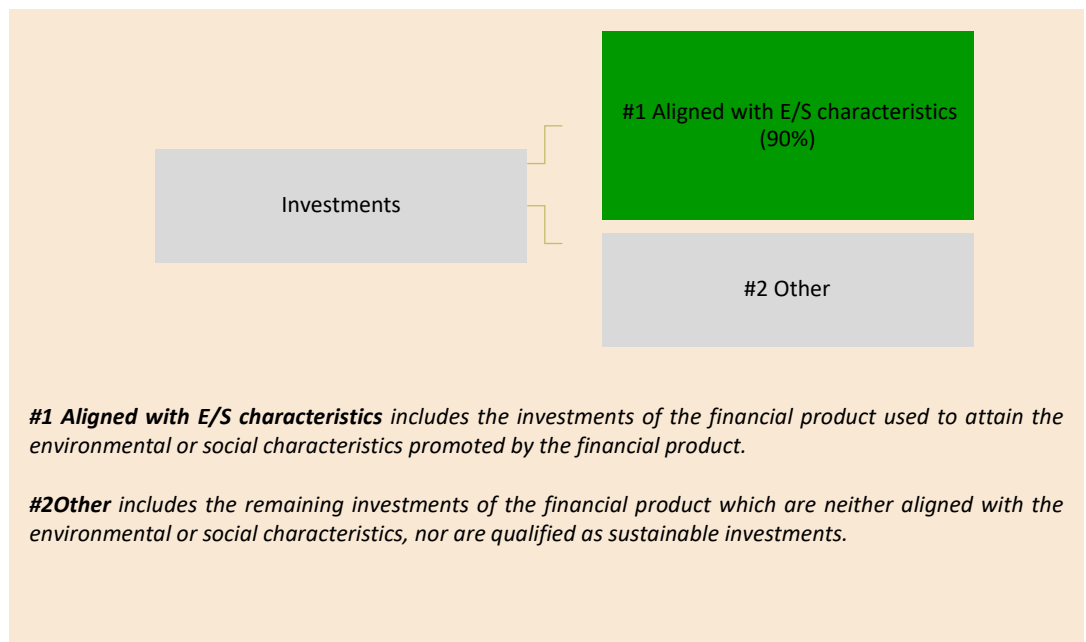 #1 Aligned with E/S characteristics
(90%)
Investments
#2 Other
#1 Aligned with E/S characteristics includes the investments of the financial product used to attain the
environmental or social characteristics promoted by the financial product.
#2Other includes the remaining investments of the financial product which are neither aligned with the
environmental or social characteristics, nor are qualified as sustainable investments.